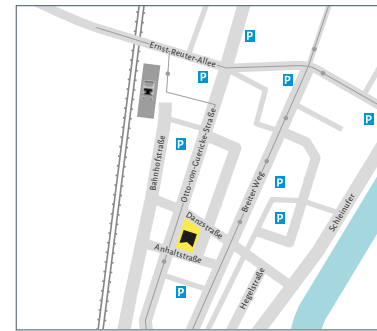 P
Ernst-Reuter-Allee
P
P
P
Otto-von-Guericke-Straße
Bahnhofstraße
P
Breiter Weg
P
Schleinufer
Danzstraße
P
Anhaltstraße
Hegelstraße
P